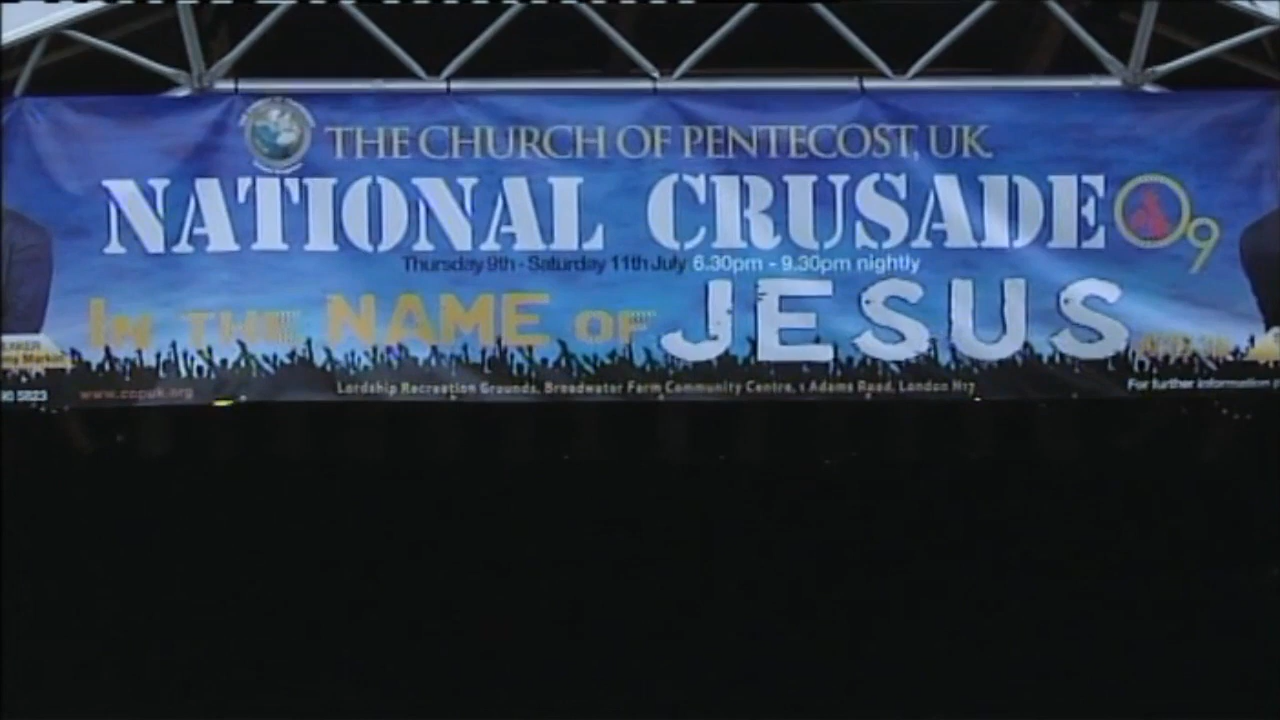 THE CHURCH OF PENTECOST, UK
NATIONAL CRUSADE 09
Thursday 9th - Saturday 11th July 6.30pm - 9.30pm nightly
IN THE NAME OF JESUS
Lordship Recreation Grounds, Broadwater Farm Community Centre, 1 Adams Road, London N17
www.copuk.org
For further information